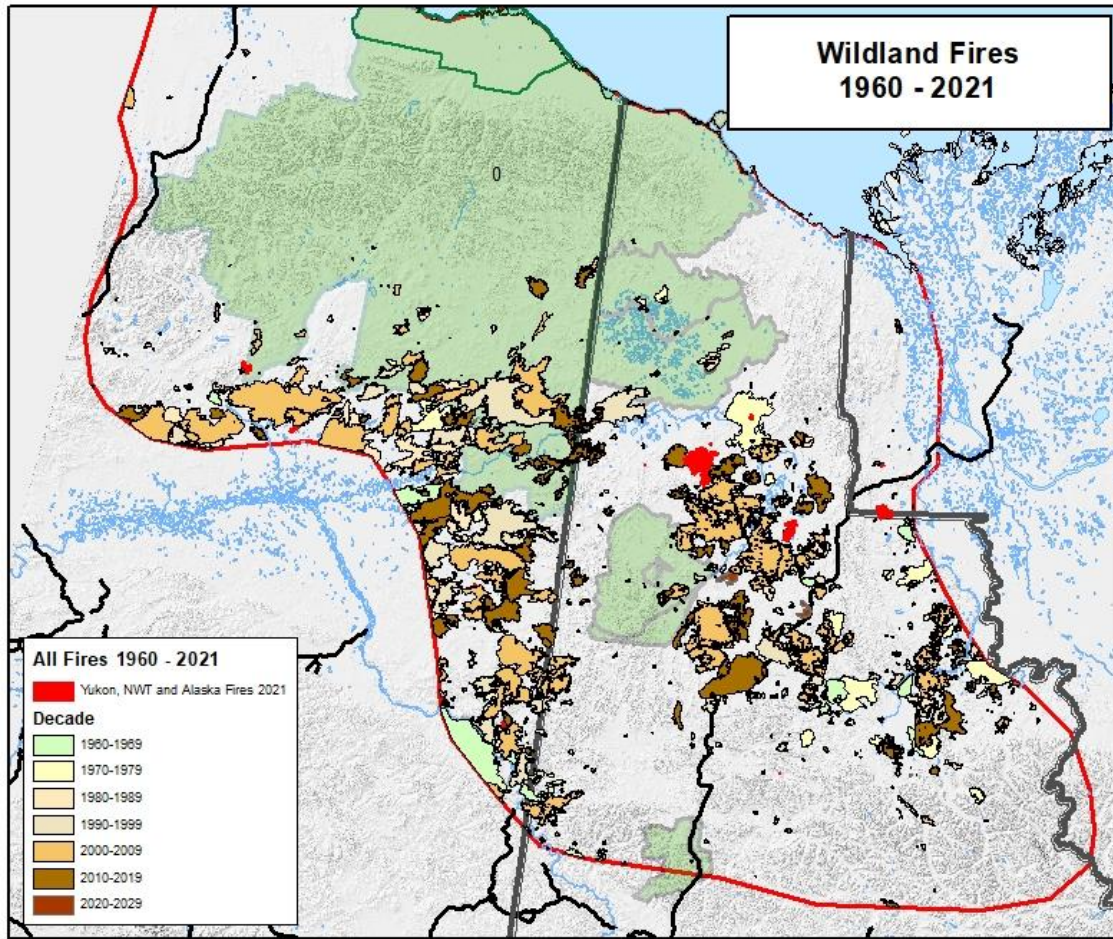 Wildland Fires
1960 - 2021
0
All Fires 1960 - 2021
Yukon, NWT and Alaska Fires 2021
Decade
1960-1969
1970-1979
1980-1989
1990-1999
2000-2009
2010-2019
2020-2029